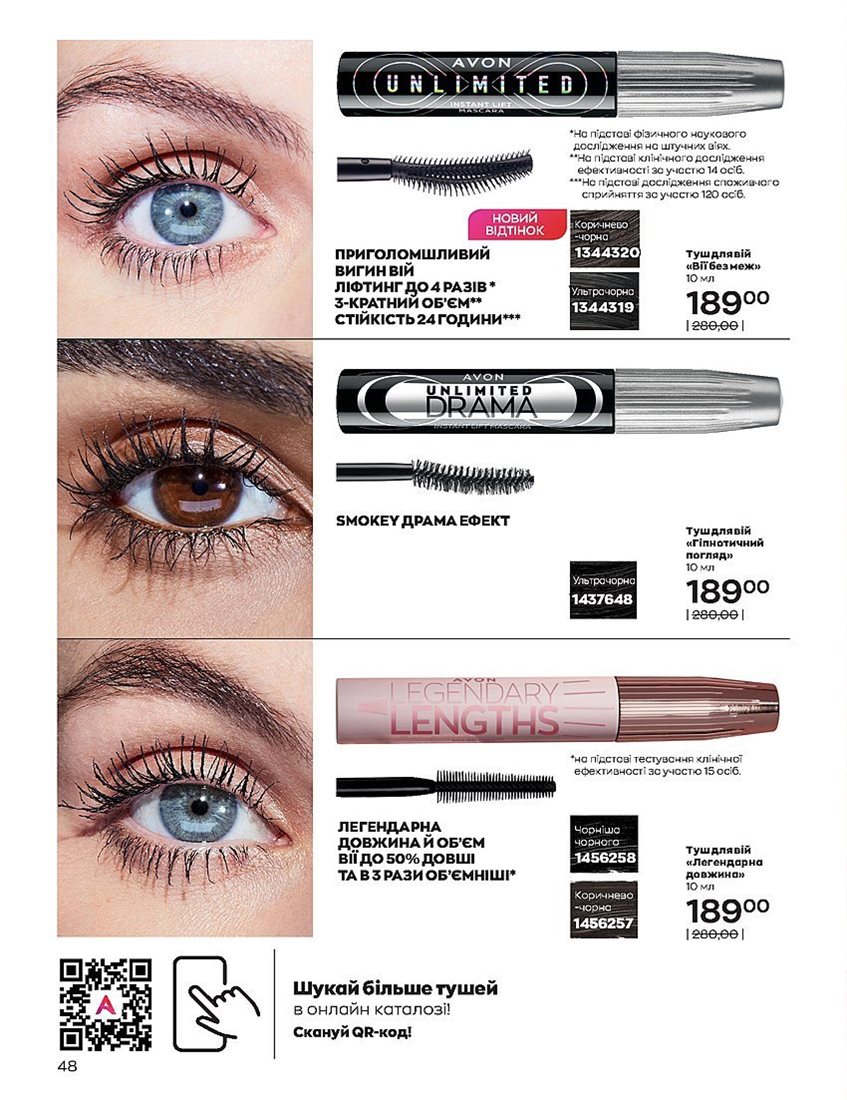 AVON
UNLIMITED
INSTANT LIFT
MASCARA
*На підставі фізичного наукового
дослідження на штучних віях.
**На підставі клінічного дослідження
ефективності за участю 14 осіб.
***На підставі дослідження споживчого
сприйняття за участю 120 осіб.
НОВИЙ
ВІДТІНОК
ПРИГОЛОМШЛИВИЙ
ВИГИН ВІЙ
ЛІФТИНГ ДО 4 РАЗІВ *
3-КРАТНИЙ ОБ’ЄМ**
СТІЙКІСТЬ 24 ГОДИНИ***
Коричнево
-чорна
1344320
Ультрачорна
1344319
Туш для вій
«Вії без меж»
10 мл
189⁰⁰
| 280,00 |
AVON
UNLIMITED
DRAMA
INSTANT LIFT MASCARA
SMOKEY ДРАМА ЕФЕКТ
Ультрачорна
1437648
Туш для вій
«Гіпнотичний
погляд»
10 мл
189⁰⁰
| 280,00 |
AVON
LEGENDARY
LENGTHS
*на підставі тестування клінічної
ефективності за участю 15 осіб.
ЛЕГЕНДАРНА
ДОВЖИНА Й ОБ’ЄМ
ВІЇ ДО 50% ДОВШІ
ТА В 3 РАЗИ ОБ’ЄМНІШІ*
Чорніша
чорного
1456258
Коричнево
-чорна
1456257
Туш для вій
«Легендарна
довжина»
10 мл
189⁰⁰
| 280,00 |
Шукай більше тушей
в онлайн каталозі!
Скануй QR-код!
48